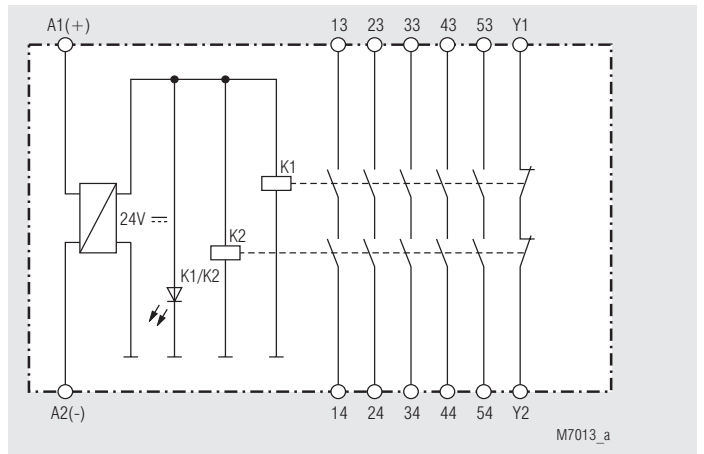 A1(+) 13 23 33 43 53 Y1
K1
24V
K2
K1/K2
A2(-) 14 24 34 44 54 Y2
M7013_a